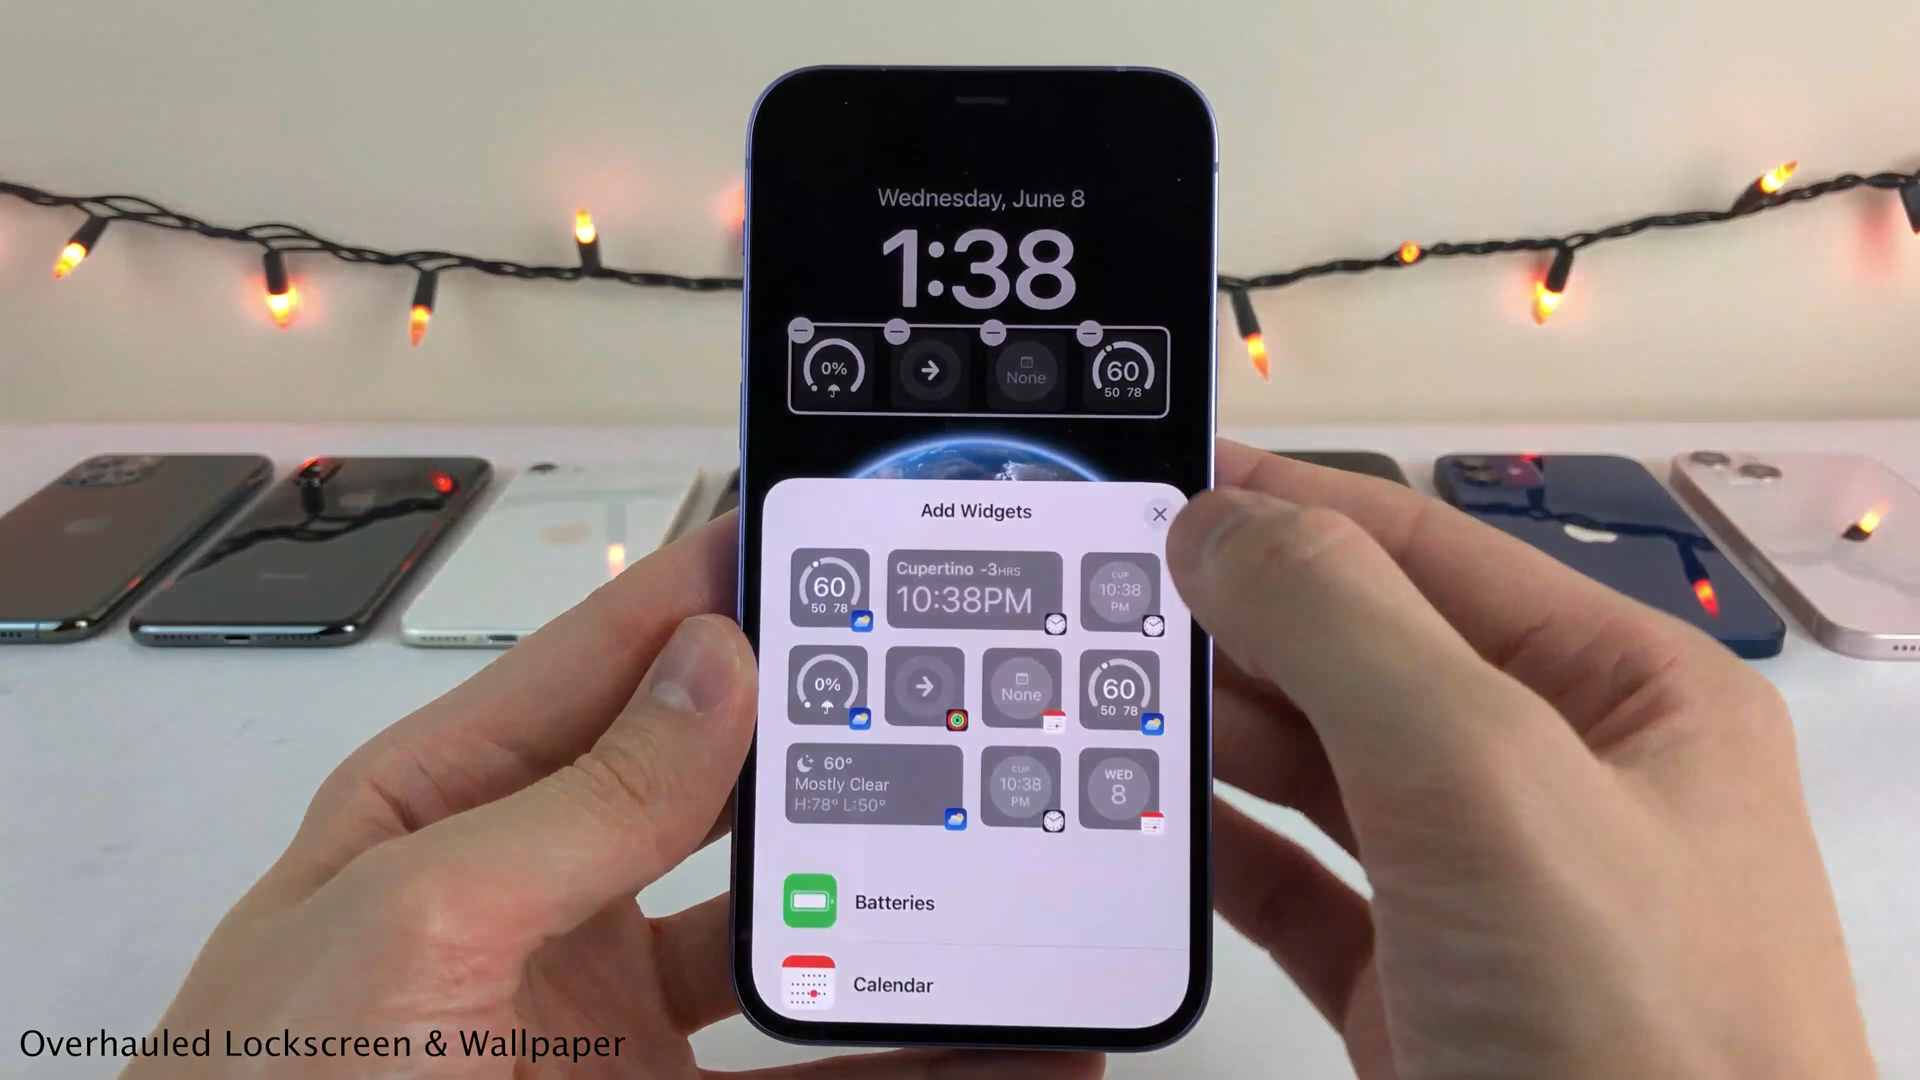 Wednesday, June 8
1:38
0%
None
60
50 78
Add Widgets
60
50 78
Cupertino -3HRS
10:38PM
CUP
10:38
PM
0%
None
60
50 78
60°
Mostly Clear
H:78° L:50°
CUP
10:38
PM
WED
8
Batteries
Calendar
Overhauled Lockscreen & Wallpaper